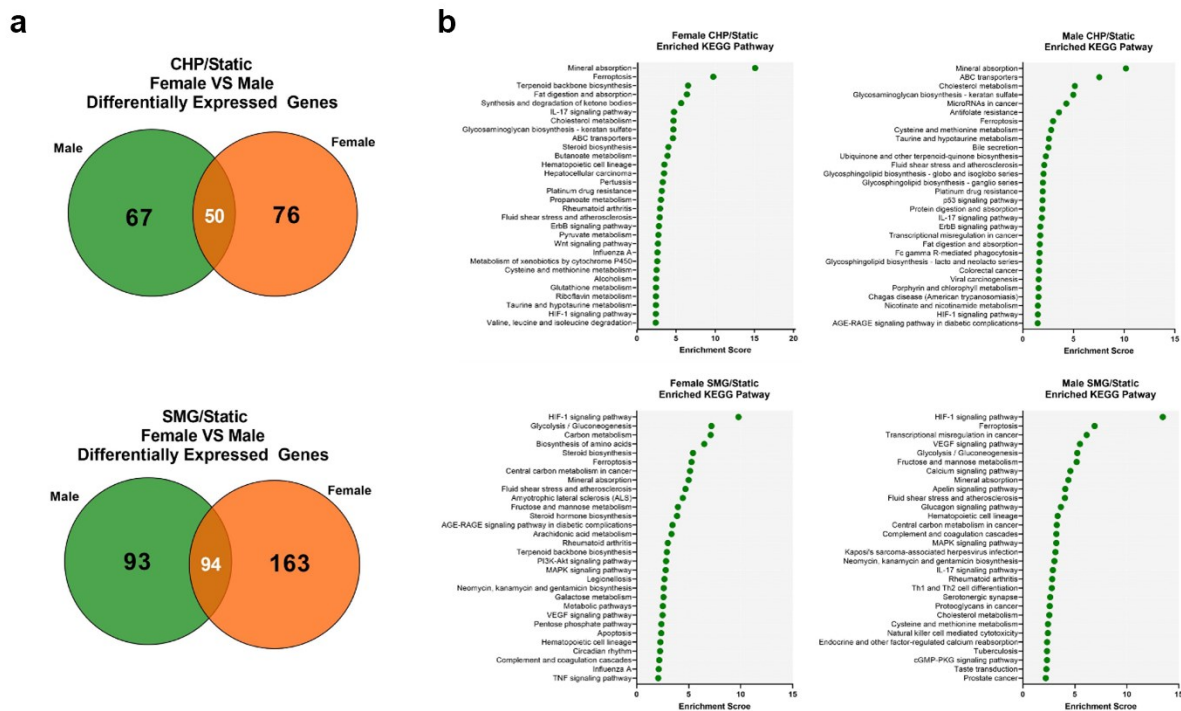 a
CHP/Static
Female VS Male
Differentially Expressed Genes
Male
Female
67
50
76
SMG/Static
Female VS Male
Differentially Expressed Genes
Male
Female
93
94
163
b
Female CHP/Static
Enriched KEGG Pathway
Mineral absorption
Ferroptosis
Terpenoid backbone biosynthesis
Fat digestion and absorption
Synthesis and degradation of ketone bodies
IL-17 signaling pathway
Cholesterol metabolism
Glycosaminoglycan biosynthesis - keratan sulfate
ABC transporters
Steroid biosynthesis
Butanoate metabolism
Hematopoietic cell lineage
Hepatocellular carcinoma
Pertussis
Platinum drug resistance
Propanoate metabolism
Rheumatoid arthritis
Fluid shear stress and atherosclerosis
ErbB signaling pathway
Pyruvate metabolism
Wnt signaling pathway
Influenza A
Metabolism of xenobiotics by cytochrome P450
Cysteine and methionine metabolism
Alcoholism
Glutathione metabolism
Riboflavin metabolism
Taurine and hypotaurine metabolism
HIF-1 signaling pathway
Valine, leucine and isoleucine degradation
0 5 10 15 20
Enrichment Scroe
Male CHP/Static
Enriched KEGG Patway
Mineral absorption
ABC transporters
Cholesterol metabolism
Glycosaminoglycan biosynthesis - keratan sulfate
MicroRNAs in cancer
Antifolate resistance
Ferroptosis
Cysteine and methionine metabolism
Taurine and hypotaurine metabolism
Bile secretion
Ubiquinone and other terpenoid-quinone biosynthesis
Fluid shear stress and atherosclerosis
Glycosphingolipid biosynthesis - globo and isoglobo series
Glycosphingolipid biosynthesis - ganglio series
Platinum drug resistance
p53 signaling pathway
Protein digestion and absorption
IL-17 signaling pathway
ErbB signaling pathway
Transcriptional misregulation in cancer
Fat digestion and absorption
Fc gamma R-mediated phagocytosis
Glycosphingolipid biosynthesis - lacto and neolacto series
Colorectal cancer
Viral carcinogenesis
Porphyrin and chlorophyll metabolism
Chagas disease (American trypanosomiasis)
Nicotinate and nicotinamide metabolism
HIF-1 signaling pathway
AGE-RAGE signaling pathway in diabetic complications
0 5 10 15
Enrichment Scroe
Female SMG/Static
Enriched KEGG Patway
HIF-1 signaling pathway
Glycolysis / Gluconeogenesis
Carbon metabolism
Biosynthesis of amino acids
Steroid biosynthesis
Ferroptosis
Central carbon metabolism in cancer
Mineral absorption
Fluid shear stress and atherosclerosis
Amyotrophic lateral sclerosis (ALS)
Fructose and mannose metabolism
Steroid hormone biosynthesis
AGE-RAGE signaling pathway in diabetic complications
Arachidonic acid metabolism
Rheumatoid arthritis
Terpenoid backbone biosynthesis
PI3K-Akt signaling pathway
MAPK signaling pathway
Legionellosis
Neomycin, kanamycin and gentamicin biosynthesis
Galactose metabolism
Metabolic pathways
VEGF signaling pathway
Pentose phosphate pathway
Apoptosis
Hematopoietic cell lineage
Circadian rhythm
Complement and coagulation cascades
Influenza A
TNF signaling pathway
0 5 10 15
Enrichment Scroe
Male SMG/Static
Enriched KEGG Patway
HIF-1 signaling pathway
Ferroptosis
Transcriptional misregulation in cancer
VEGF signaling pathway
Glycolysis / Gluconeogenesis
Fructose and mannose metabolism
Calcium signaling pathway
Mineral absorption
Apelin signaling pathway
Fluid shear stress and atherosclerosis
Glucagon signaling pathway
Hematopoietic cell lineage
Central carbon metabolism in cancer
Complement and coagulation cascades
MAPK signaling pathway
Kaposi's sarcoma-associated herpesvirus infection
Neomycin, kanamycin and gentamicin biosynthesis
IL-17 signaling pathway
Rheumatoid arthritis
Th1 and Th2 cell differentiation
Serotonergic synapse
Proteoglycans in cancer
Cholesterol metabolism
Cysteine and methionine metabolism
Natural killer cell mediated cytotoxicity
Endocrine and other factor-regulated calcium reabsorption
Tuberculosis
cGMP-PKG signaling pathway
Taste transduction
Prostate cancer
0 5 10 15
Enrichment Scroe